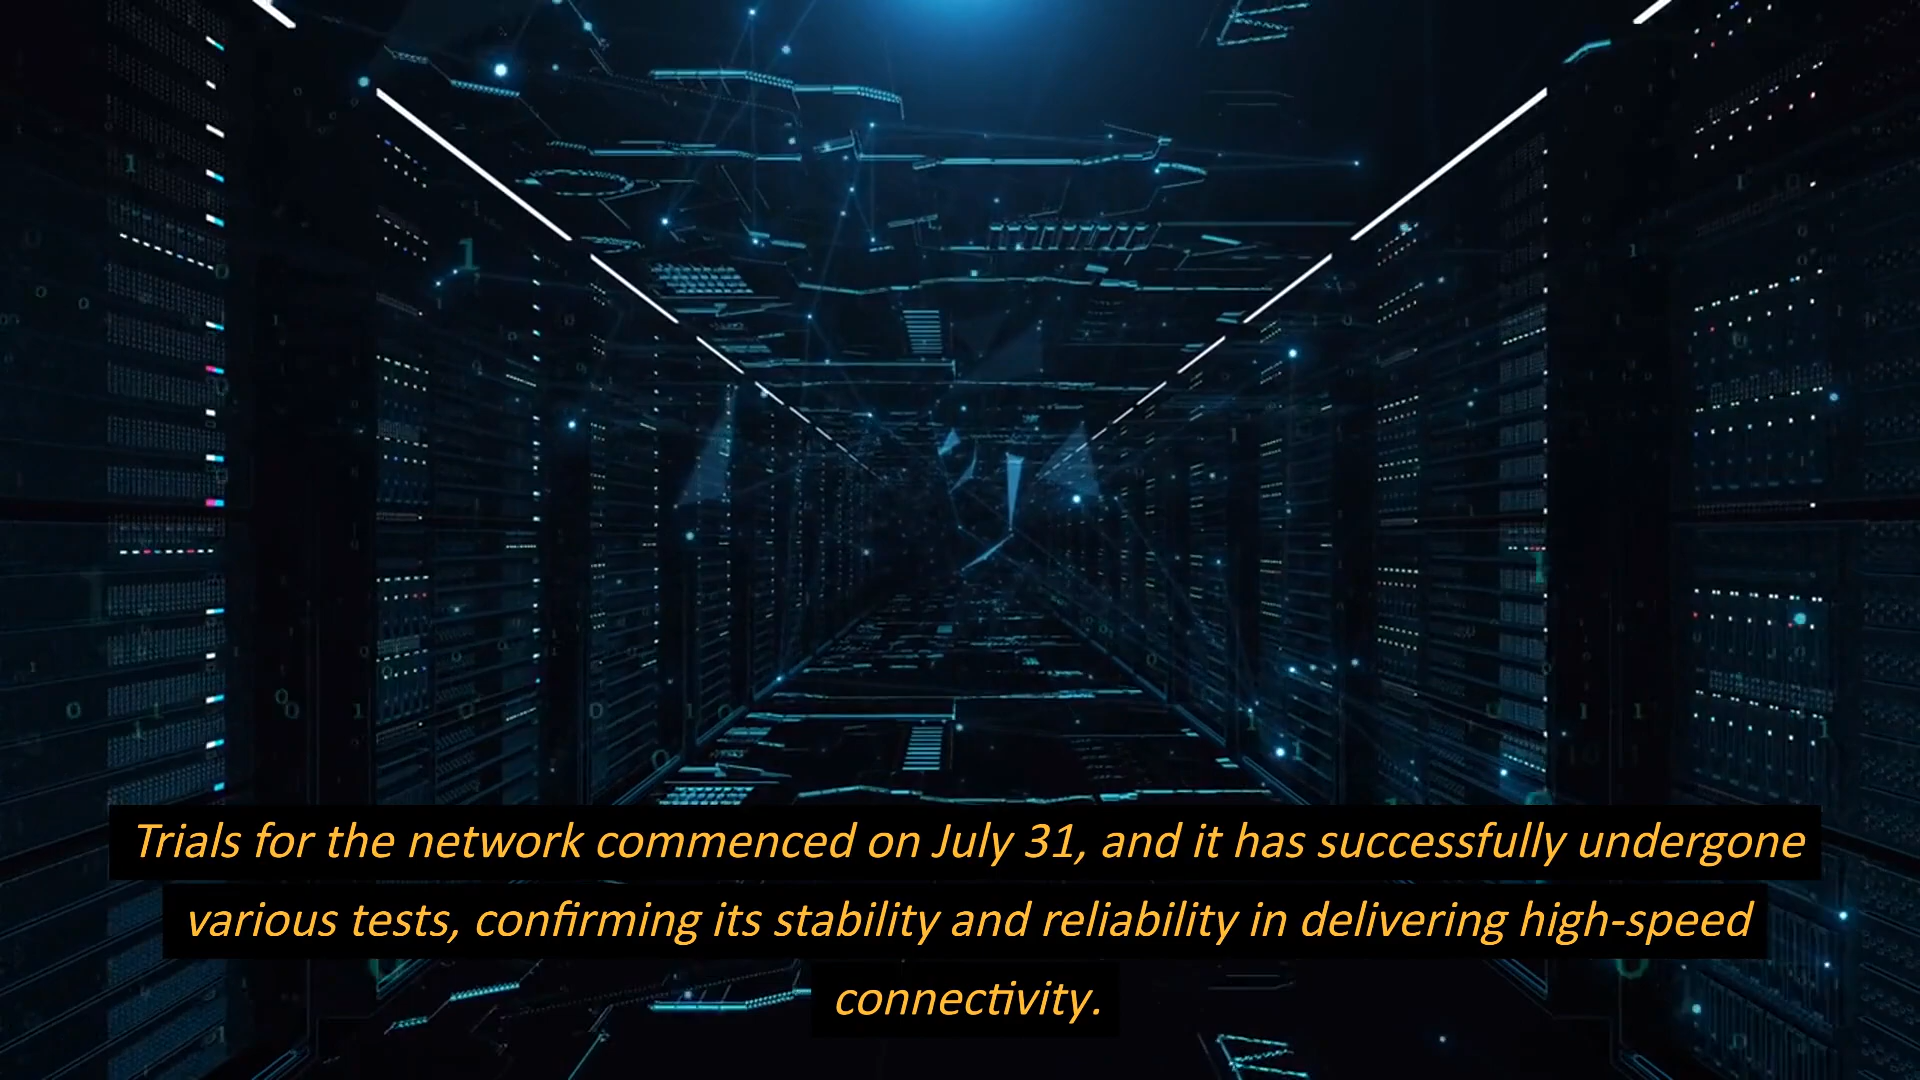 Trials for the network commenced on July 31, and it has successfully undergone
various tests, confirming its stability and reliability in delivering high-speed
connectivity.